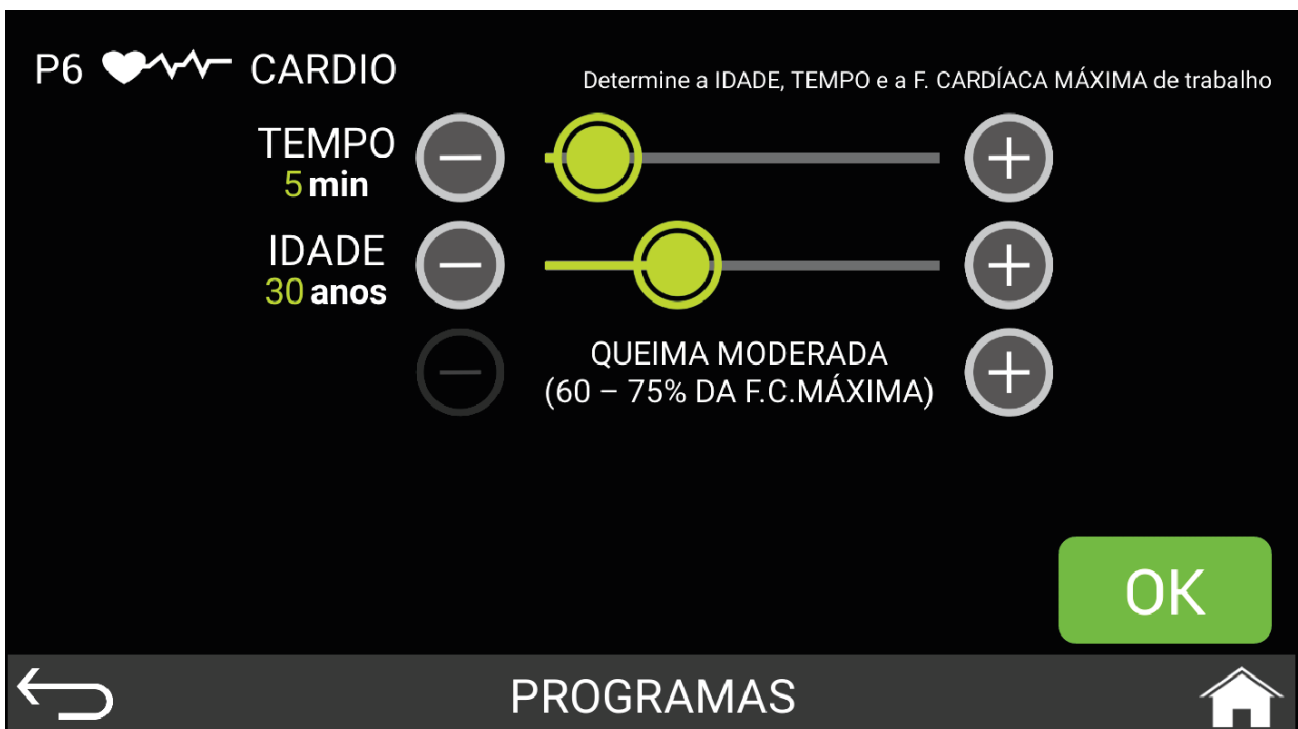 P6 CARDIO
Determine a IDADE, TEMPO e a F. CARDÍACA MÁXIMA de trabalho
TEMPO
5 min
IDADE
30 anos
QUEIMA MODERADA
(60 – 75% DA F.C.MÁXIMA)
OK
PROGRAMAS